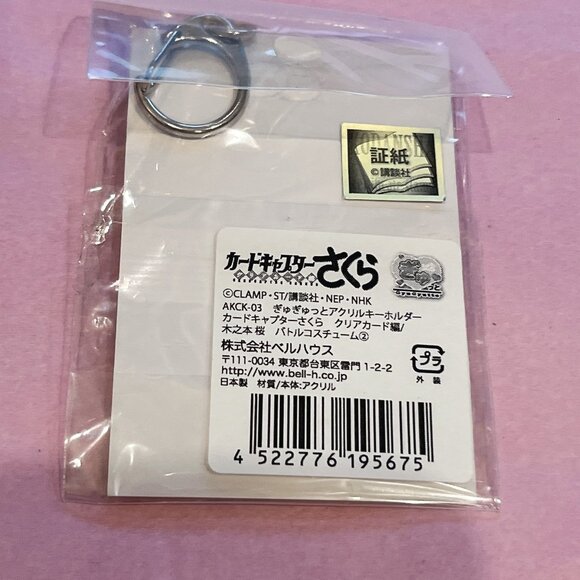 KODANSHA
証紙
©講談社
カードキャプターさくら
©CLAMP・ST/講談社・NEP・NHK
AKCK-03 ぎゅぎゅっとアクリルキーホルダー
カードキャプターさくら クリアカード編/
木之本 桜 バトルコスチューム②
株式会社ベルハウス
〒111-0034 東京都台東区雷門 1-2-2
http://www.bell-h.co.jp
日本製 材質/本体:アクリル
プラ
外装
4 522776 195675